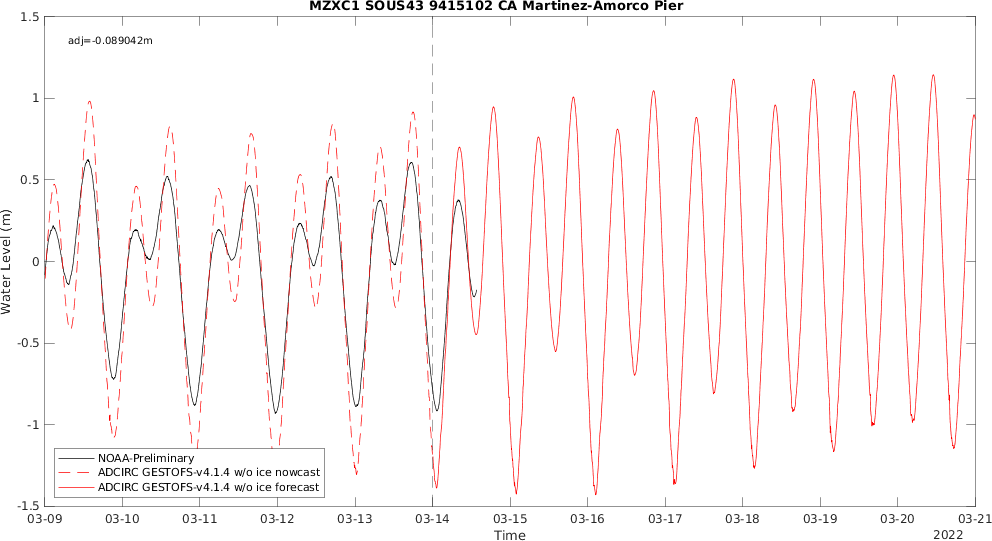 MZXC1 SOUS43 9415102 CA Martinez-Amorco Pier
adj=-0.089042m
1.5
1
0.5
0
-0.5
-1
-1.5
Water Level (m)
NOAA-Preliminary
ADCIRC GESTOFS-v4.1.4 w/o ice nowcast
ADCIRC GESTOFS-v4.1.4 w/o ice forecast
03-09 03-10 03-11 03-12 03-13 03-14 03-15 03-16 03-17 03-18 03-19 03-20 03-21
Time
2022